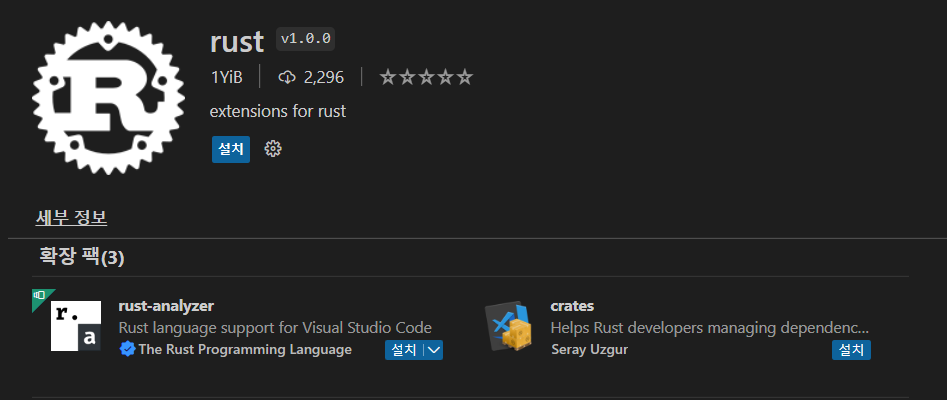 rust v1.0.0
1YiB 2,296
extensions for rust
설치
세부 정보
확장 팩(3)
rust-analyzer
Rust language support for Visual Studio Code
The Rust Programming Language 설치
crates
Helps Rust developers managing dependenc...
Seray Uzgur 설치
R
r.
a